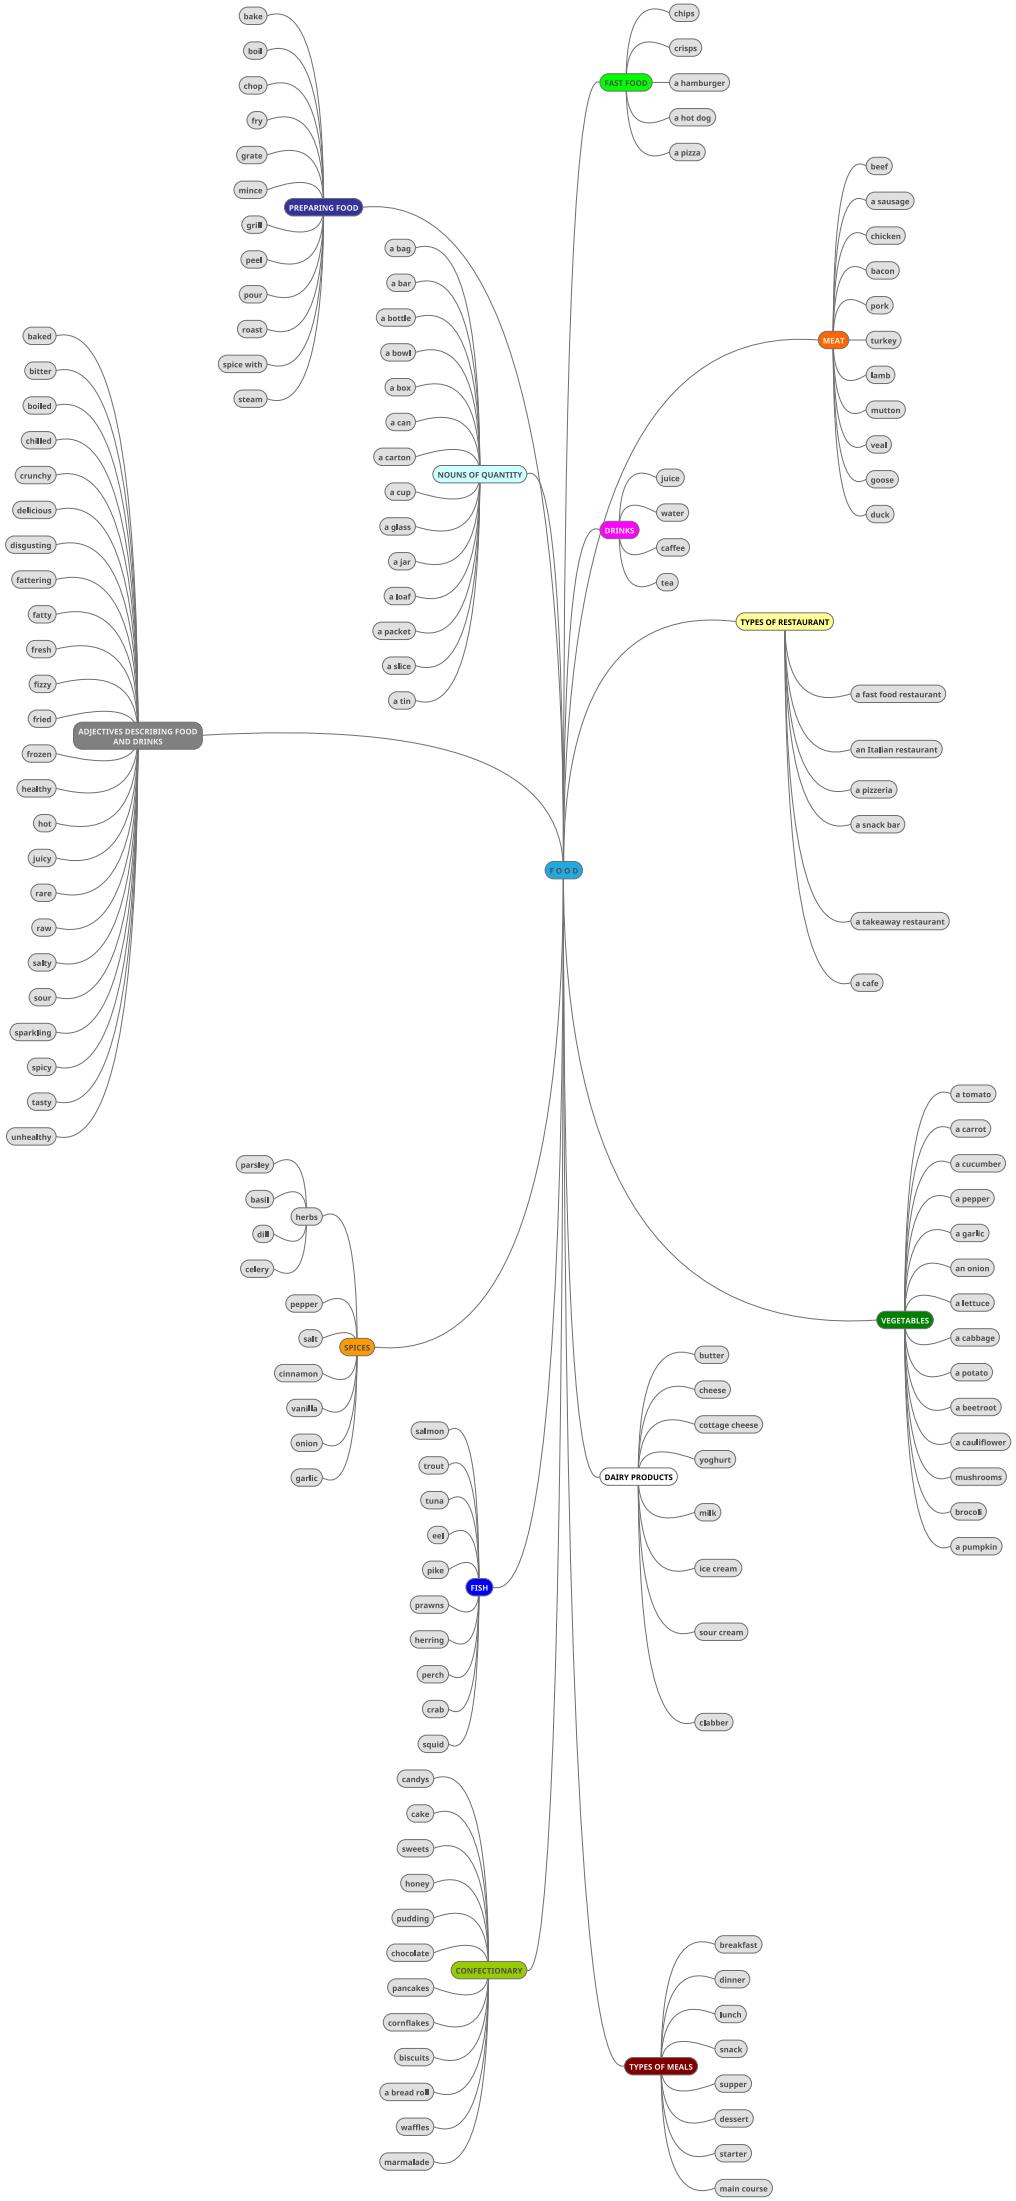 F O O D
FAST FOOD
chips
crisps
a hamburger
a hot dog
a pizza
MEAT
beef
a sausage
chicken
bacon
pork
turkey
lamb
mutton
veal
goose
duck
DRINKS
juice
water
caffee
tea
TYPES OF RESTAURANT
a fast food restaurant
an Italian restaurant
a pizzeria
a snack bar
a takeaway restaurant
a cafe
VEGETABLES
a tomato
a carrot
a cucumber
a pepper
a garlic
an onion
a lettuce
a cabbage
a potato
a beetroot
a cauliflower
mushrooms
brocoli
a pumpkin
DAIRY PRODUCTS
butter
cheese
cottage cheese
yoghurt
milk
ice cream
sour cream
clabber
TYPES OF MEALS
breakfast
dinner
lunch
snack
supper
dessert
starter
main course
PREPARING FOOD
bake
boil
chop
fry
grate
mince
grill
peel
pour
roast
spice with
steam
NOUNS OF QUANTITY
a bag
a bar
a bottle
a bowl
a box
a can
a carton
a cup
a glass
a jar
a loaf
a packet
a slice
a tin
ADJECTIVES DESCRIBING FOOD
AND DRINKS
baked
bitter
boiled
chilled
crunchy
delicious
disgusting
fattering
fatty
fresh
fizzy
fried
frozen
healthy
hot
juicy
rare
raw
salty
sour
sparkling
spicy
tasty
unhealthy
SPICES
herbs
parsley
basil
dill
celery
pepper
salt
cinnamon
vanilla
onion
garlic
FISH
salmon
trout
tuna
eel
pike
prawns
herring
perch
crab
squid
CONFECTIONARY
candys
cake
sweets
honey
pudding
chocolate
pancakes
cornflakes
biscuits
a bread roll
waffles
marmalade